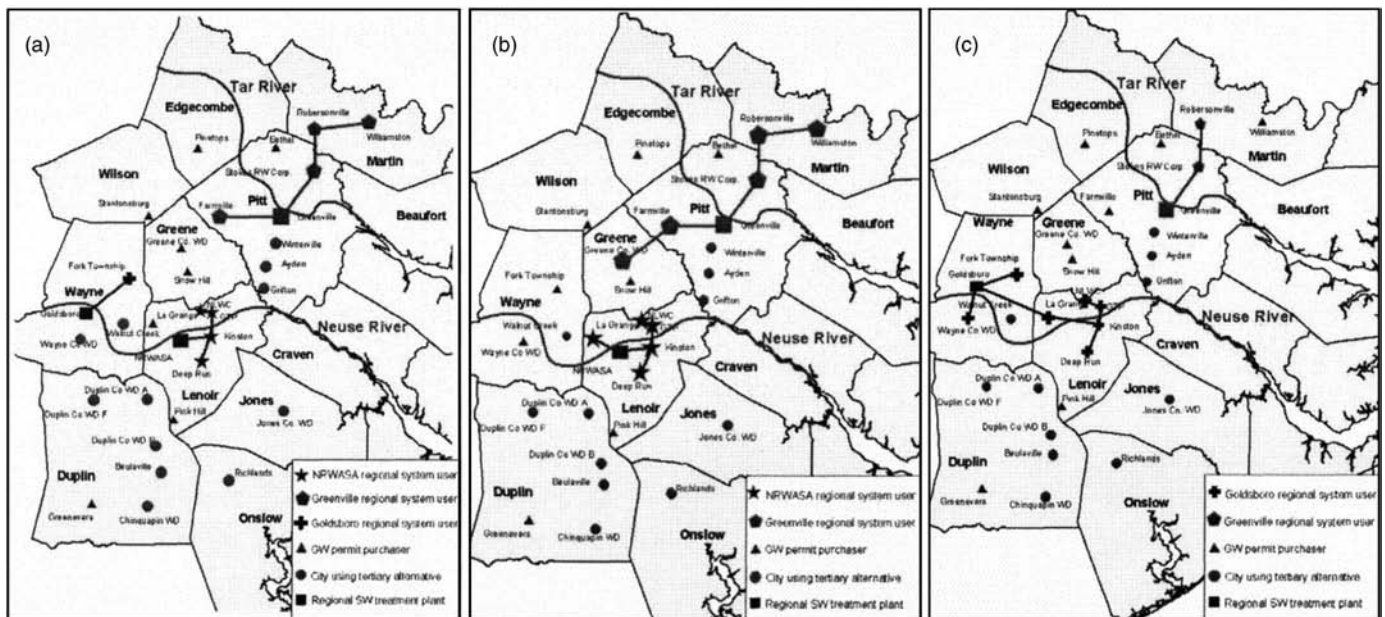 (a)
Tar River
Edgecombe
Robersonville
Williamston
Pinetops
Bethel
Martin
Stokes RW Corp.
Wilson
Stantonsburg
Farmville
Pitt
Greenville
Beaufort
Greene
Greene Co. WD
Winterville
Fork Township
Snow Hill
Ayden
Wayne
Grifton
Goldsboro
Walnut Creek
La Grange
NLWC
Neuse River
Wayne Co WD
NRWASA
Kinston
Craven
Deep Run
Duplin Co WD A
Lenoir
Jones
Duplin Co WD F
Pink Hill
Jones Co. WD
Duplin Co WD B
Duplin
Beulaville
Richlands
Greenevers
Chinquapin WD
Onslow
NRWASA regional system user
Greenville regional system user
Goldsboro regional system user
GW permit purchaser
City using tertiary alternative
Regional SW treatment plant
(b)
Tar River
Edgecombe
Robersonville
Williamston
Pinetops
Bethel
Martin
Stokes RW Corp.
Wilson
Stantonsburg
Farmville
Pitt
Greenville
Beaufort
Greene
Greene Co. WD
Winterville
Fork Township
Snow Hill
Ayden
Wayne
Grifton
Walnut Creek
La Grange
NLWC
Neuse River
Wayne Co WD
NRWASA
Kinston
Craven
Deep Run
Duplin Co WD A
Lenoir
Jones
Duplin Co WD F
Pink Hill
Jones Co. WD
Duplin Co WD B
Beulaville
Duplin
Richlands
Greenevers
Chinquapin WD
Onslow
NRWASA regional system user
Greenville regional system user
GW permit purchaser
City using tertiary alternative
Regional SW treatment plant
(c)
Tar River
Edgecombe
Robersonville
Williamston
Pinetops
Bethel
Martin
Stokes RW Corp.
Wilson
Stantonsburg
Farmville
Pitt
Greenville
Beaufort
Wayne
Greene
Greene Co. WD
Winterville
Fork Township
Snow Hill
Ayden
Goldsboro
Grifton
Walnut Creek
La Grange
NLWC
Neuse River
Wayne Co WD
Kinston
Craven
Deep Run
Duplin Co WD A
Lenoir
Jones
Duplin Co WD F
Pink Hill
Jones Co. WD
Duplin Co WD B
Beulaville
Duplin
Richlands
Greenevers
Chinquapin WD
Onslow
Goldsboro regional system user
Greenville regional system user
GW permit purchaser
City using tertiary alternative
Regional SW treatment plant